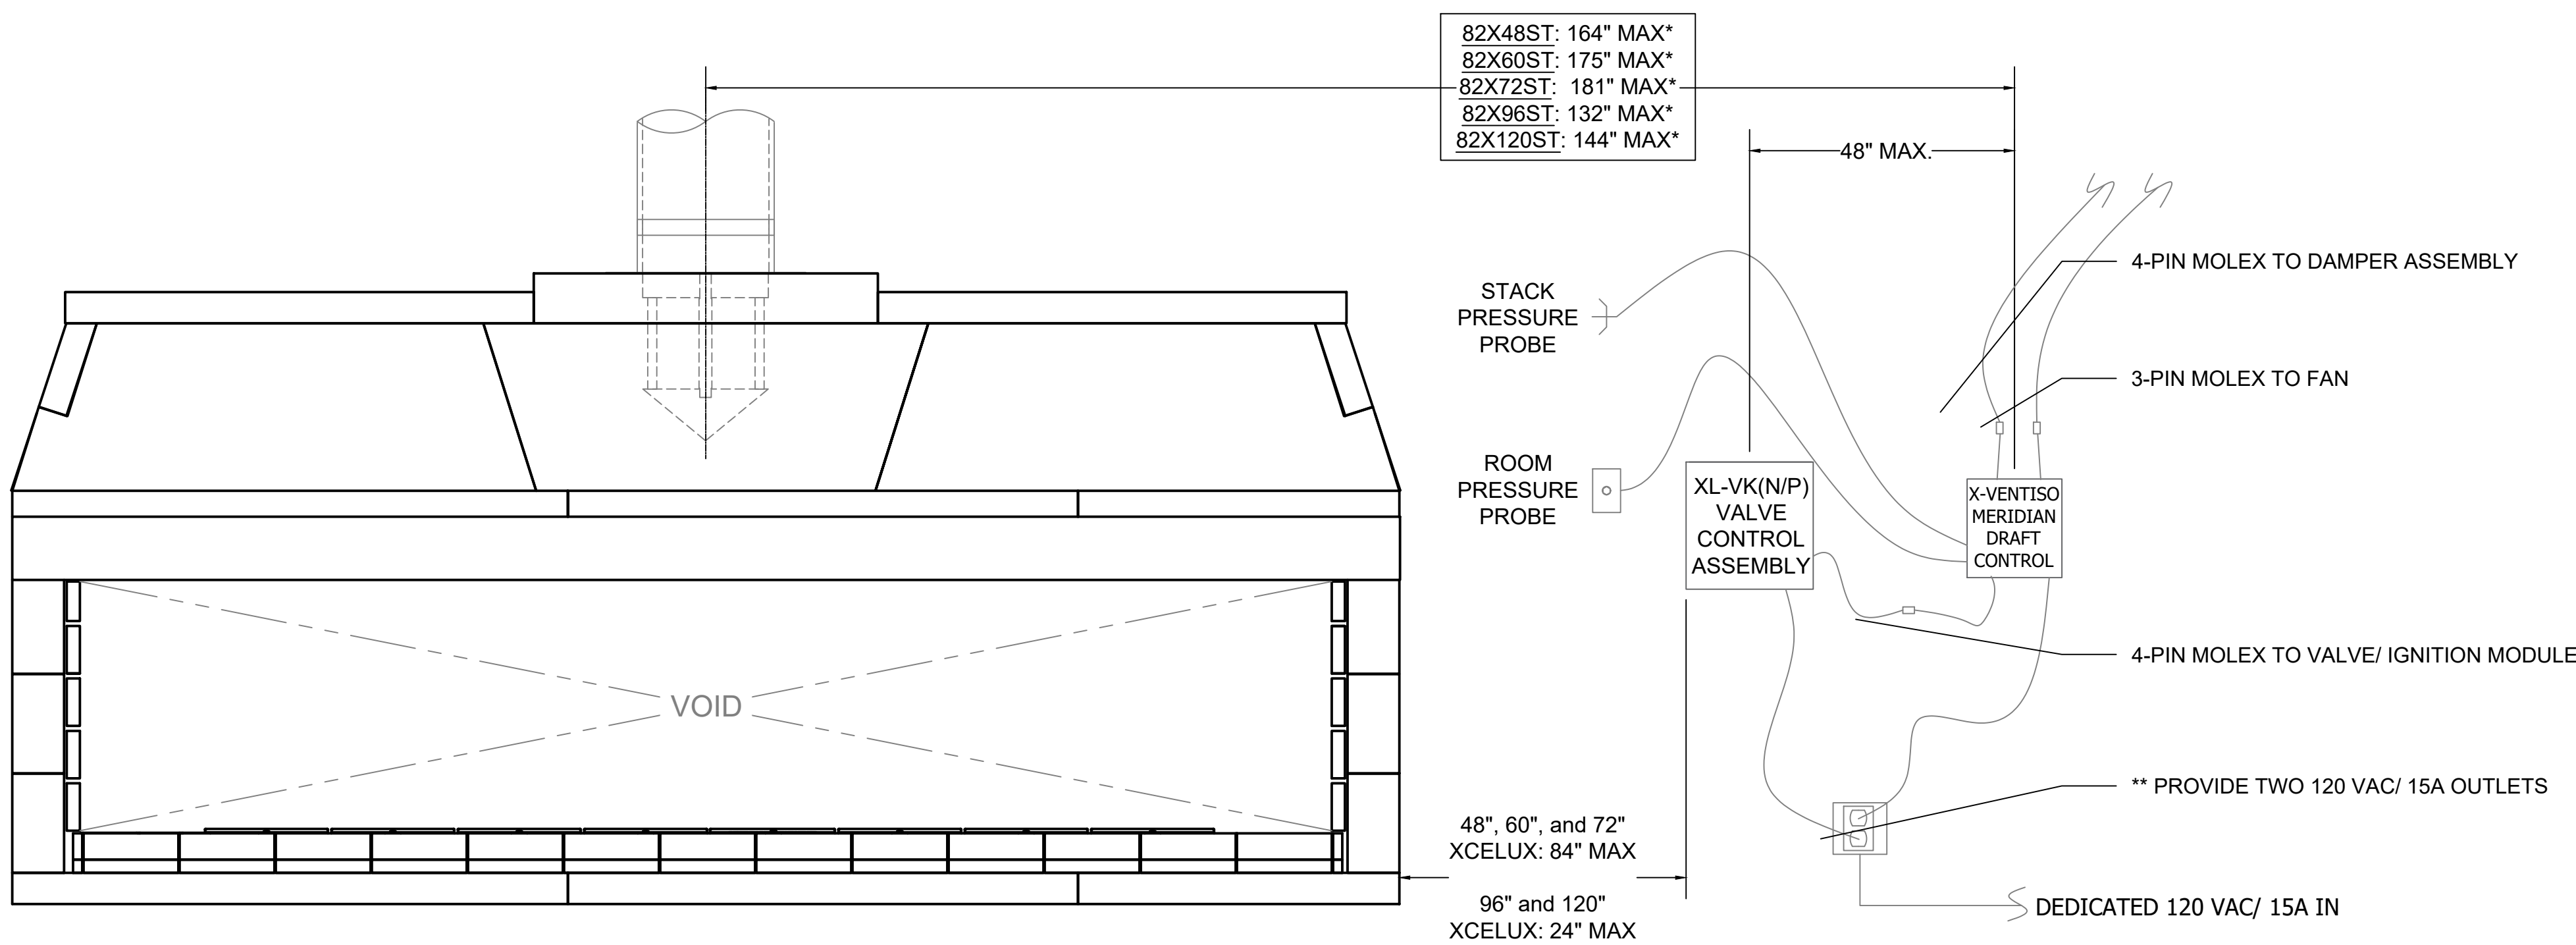 82X48ST: 164" MAX*
82X60ST: 175" MAX*
82X72ST: 181" MAX*
82X96ST: 132" MAX*
82X120ST: 144" MAX*
48" MAX.
4-PIN MOLEX TO DAMPER ASSEMBLY
STACK
PRESSURE
PROBE
3-PIN MOLEX TO FAN
ROOM
PRESSURE
PROBE
XL-VK(N/P)
VALVE
CONTROL
ASSEMBLY
X-VENTISO
MERIDIAN
DRAFT
CONTROL
4-PIN MOLEX TO VALVE/ IGNITION MODULE
VOID
** PROVIDE TWO 120 VAC/ 15A OUTLETS
48", 60", and 72"
XCELUX: 84" MAX
96" and 120"
XCELUX: 24" MAX
DEDICATED 120 VAC/ 15A IN